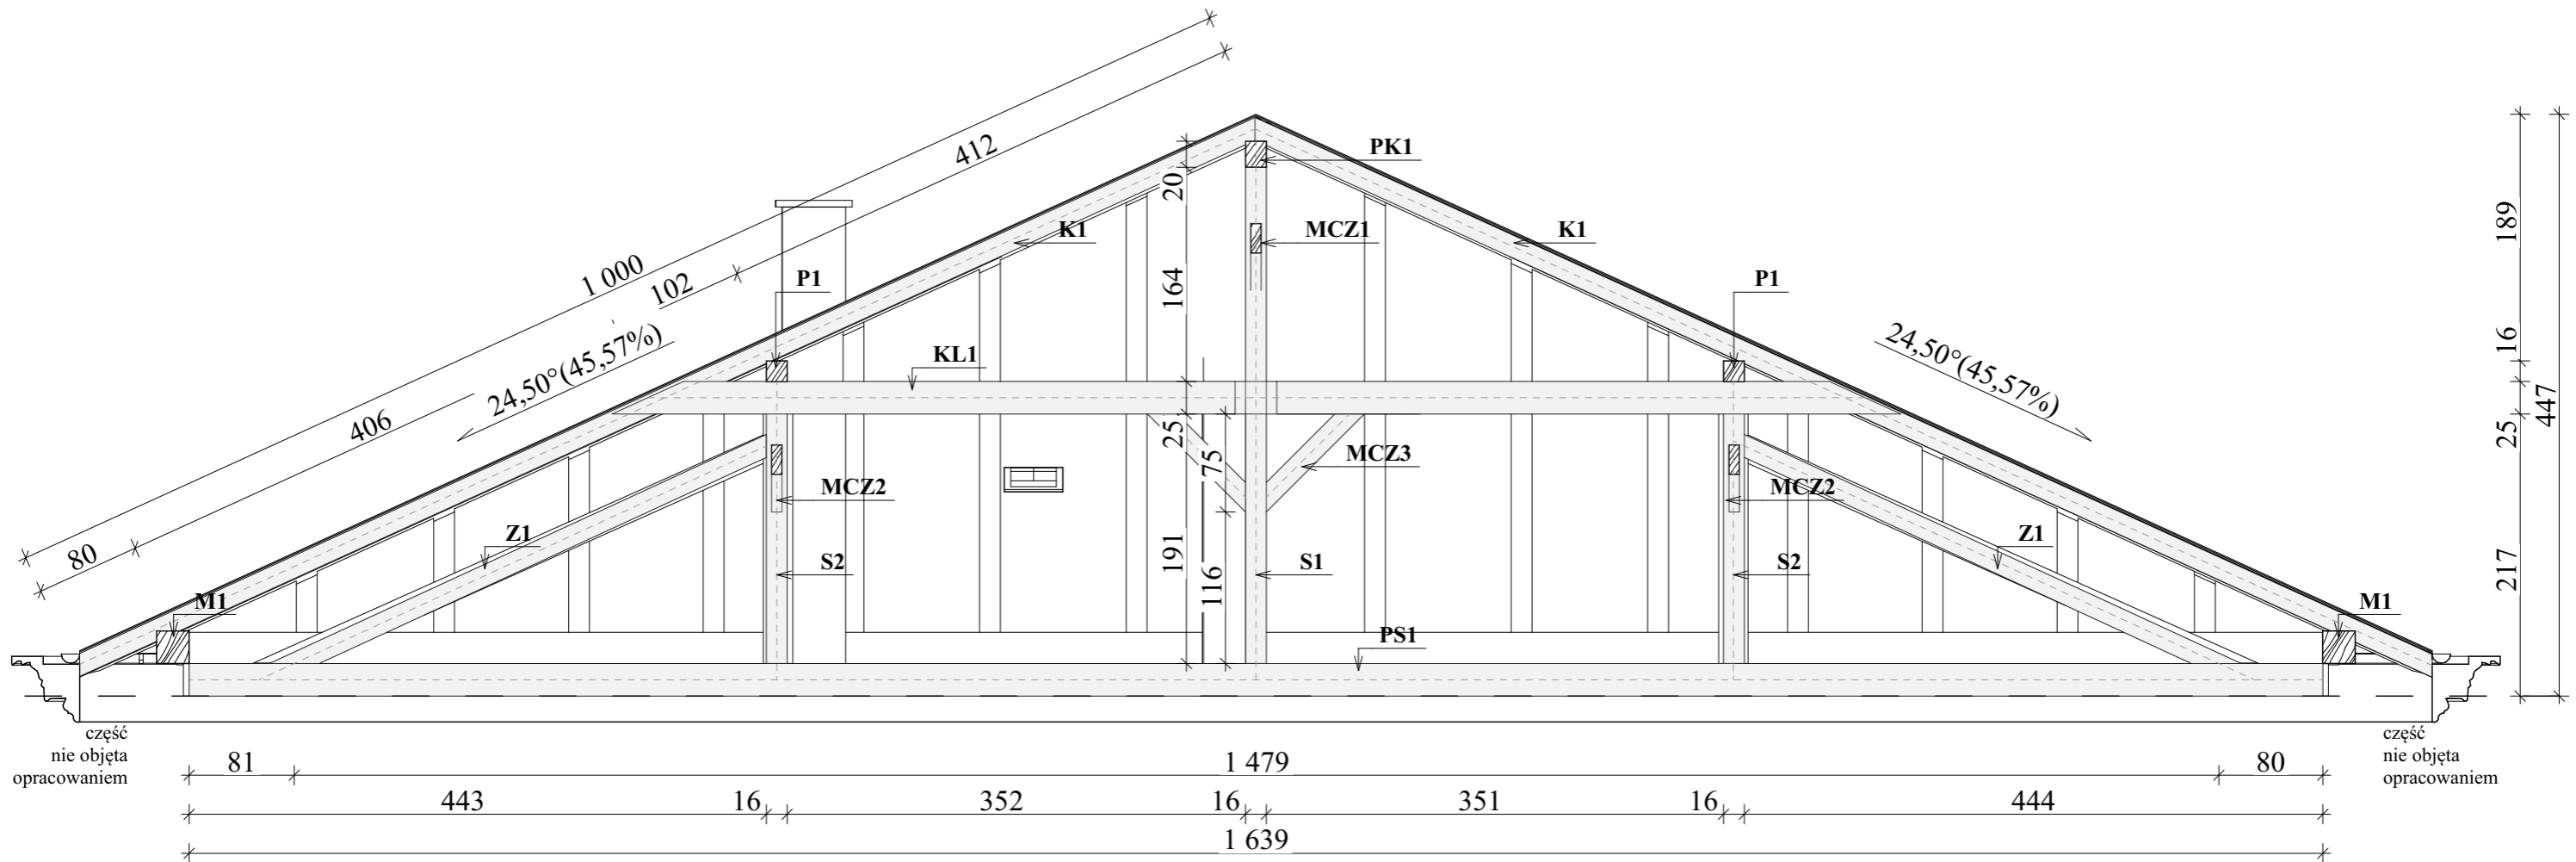 412
PK1
20
K1
MCZ1
K1
189
1 000
102
P1
164
P1
16
24,50°(45,57%)
KL1
24,50°(45,57%)
447
406
25
25
75
MCZ3
MCZ2
MCZ2
80
Z1
191
Z1
S2
116
S1
S2
217
M1
M1
PS1
część
nie objęta
opracowaniem
część
nie objęta
opracowaniem
81
1 479
80
443
16
352
16
351
16
444
1 639